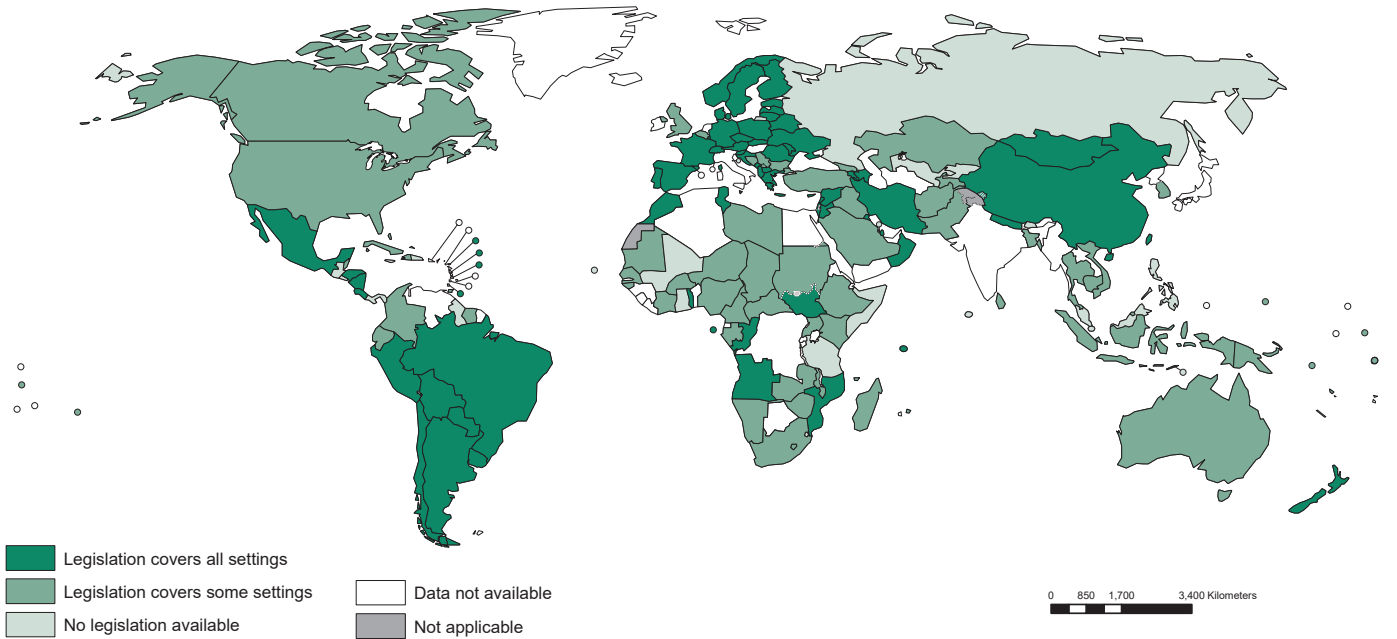 Legislation covers all settings
Legislation covers some settings
No legislation available
Data not available
Not applicable
0 850 1,700 3,400 Kilometers